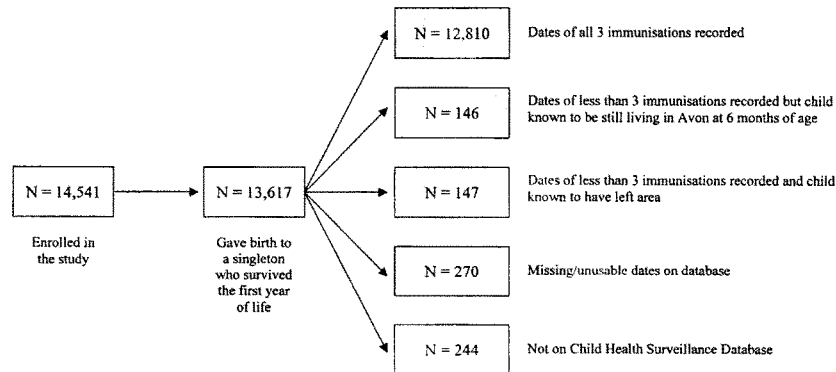 N = 12,810
Dates of all 3 immunisations recorded
N = 146
Dates of less than 3 immunisations recorded but child
known to be still living in Avon at 6 months of age
N = 14,541
Enrolled in
the study
N = 13,617
Gave birth to
a singleton
who survived
the first year
of life
N = 147
Dates of less than 3 immunisations recorded and child
known to have left area
N = 270
Missing/unusable dates on database
N = 244
Not on Child Health Surveillance Database